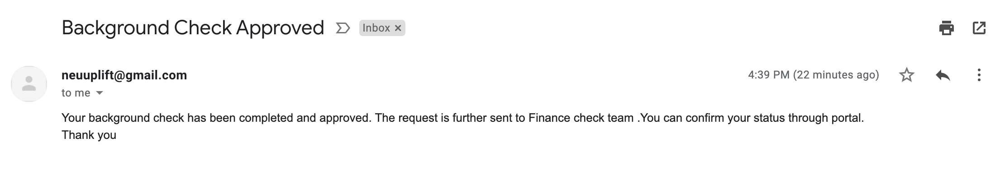 Background Check Approved Inbox ×
neuuplift@gmail.com 4:39 PM (22 minutes ago)
to me
Your background check has been completed and approved. The request is further sent to Finance check team .You can confirm your status through portal.
Thank you